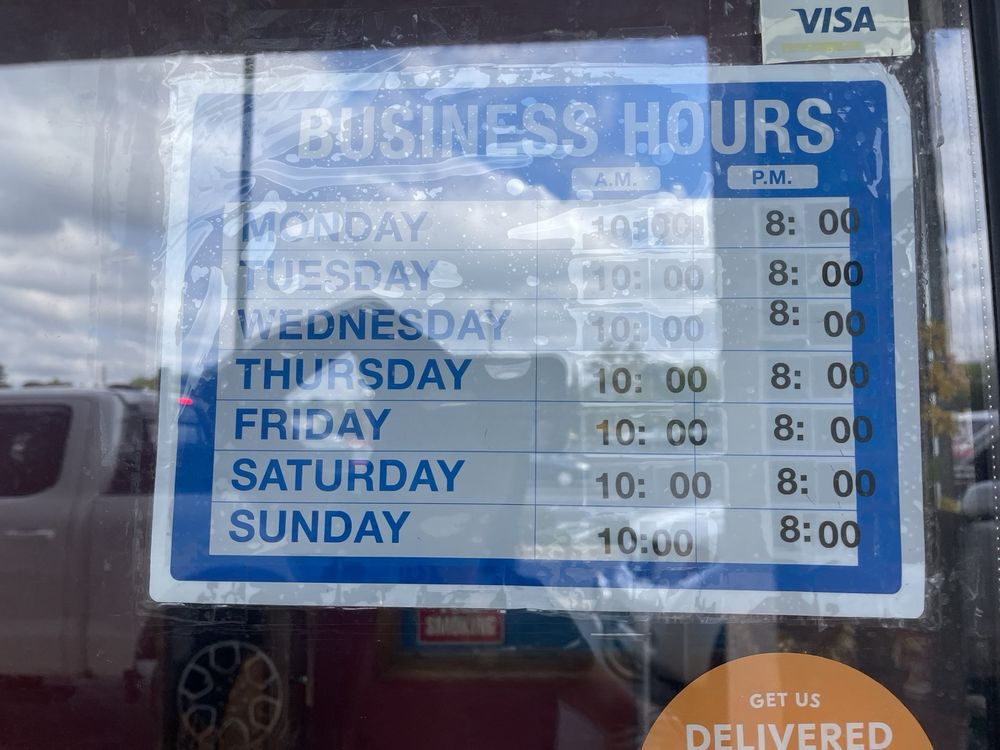 VISA
BUSINESS HOURS
A.M. P.M.
MONDAY 10:00 8: 00
TUESDAY 10: 00 8: 00
WEDNESDAY 10: 00 8: 00
THURSDAY 10: 00 8: 00
FRIDAY 10: 00 8: 00
SATURDAY 10: 00 8: 00
SUNDAY 10:00 8:00
SMOKING
GET US
DELIVERED